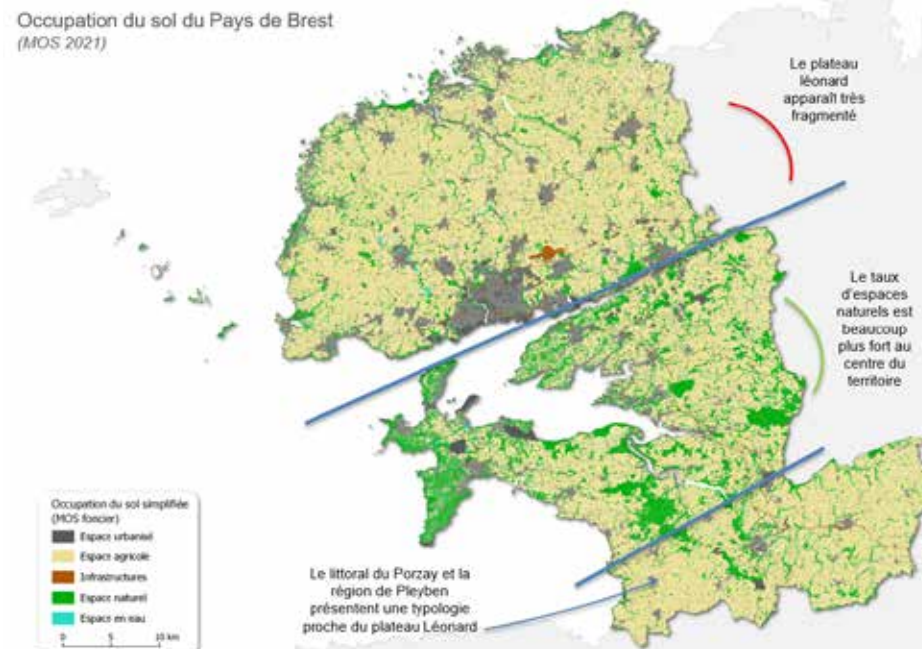 Occupation du sol du Pays de Brest
(MOS 2021)
Le plateau
léonard
apparaît très
fragmenté
Le taux
d'espaces
naturels est
beaucoup
plus fort au
centre du
territoire
Occupation du sol simplifiée
(MOS foncier)
Espace urbanisé
Espace agricole
Infrastructures
Espace naturel
Espace en eau
0 5 10 km
Le littoral du Porzay et la
région de Pleyben
présentent une typologie
proche du plateau Léonard